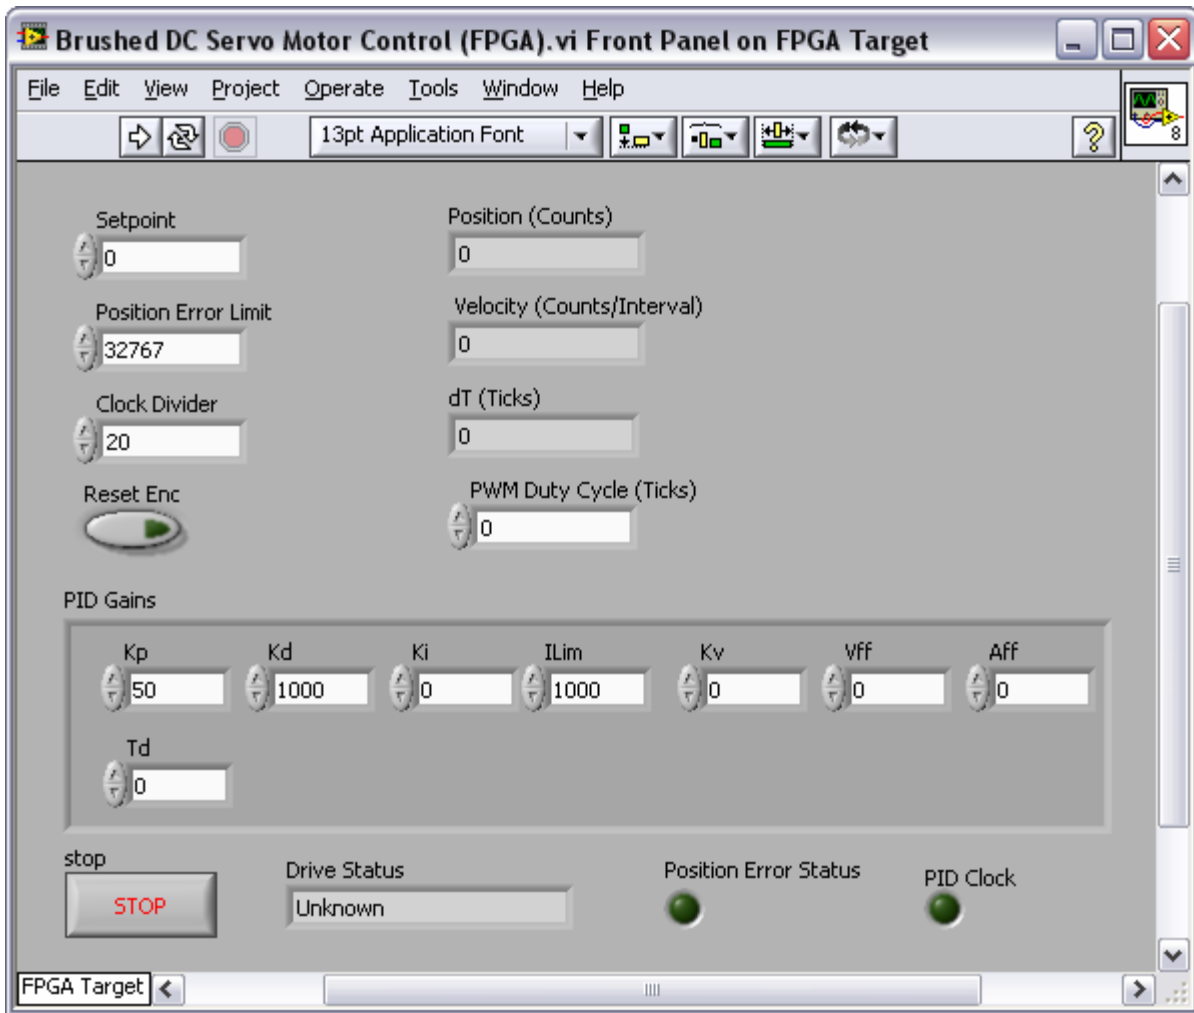 Brushed DC Servo Motor Control (FPGA).vi Front Panel on FPGA Target
File Edit View Project Operate Tools Window Help
13pt Application Font
?
8
Setpoint
0
Position (Counts)
0
Position Error Limit
32767
Velocity (Counts/Interval)
0
Clock Divider
20
dT (Ticks)
0
Reset Enc
PWM Duty Cycle (Ticks)
0
PID Gains
Kp Kd Ki ILim Kv Vff Aff
50 1000 0 1000 0 0 0
Td
0
stop
STOP
Drive Status
Unknown
Position Error Status
PID Clock
FPGA Target